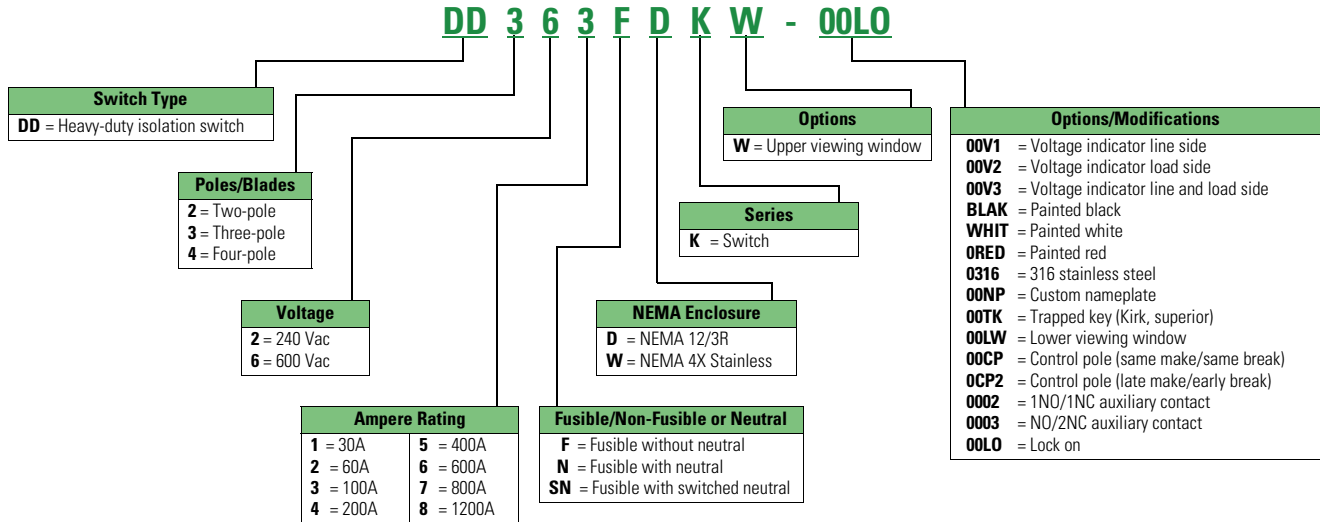 DD 3 6 3 F D K W - 00LO
Switch Type
DD = Heavy-duty isolation switch
Poles/Blades
2 = Two-pole
3 = Three-pole
4 = Four-pole
Voltage
2 = 240 Vac
6 = 600 Vac
Ampere Rating
1 = 30A
2 = 60A
3 = 100A
4 = 200A
5 = 400A
6 = 600A
7 = 800A
8 = 1200A
Fusible/Non-Fusible or Neutral
F = Fusible without neutral
N = Fusible with neutral
SN = Fusible with switched neutral
NEMA Enclosure
D = NEMA 12/3R
W = NEMA 4X Stainless
Series
K = Switch
Options
W = Upper viewing window
Options/Modifications
00V1 = Voltage indicator line side
00V2 = Voltage indicator load side
00V3 = Voltage indicator line and load side
BLAK = Painted black
WHIT = Painted white
0RED = Painted red
0316 = 316 stainless steel
00NP = Custom nameplate
00TK = Trapped key (Kirk, superior)
00LW = Lower viewing window
00CP = Control pole (same make/same break)
0CP2 = Control pole (late make/early break)
0002 = 1NO/1NC auxiliary contact
0003 = NO/2NC auxiliary contact
00LO = Lock on